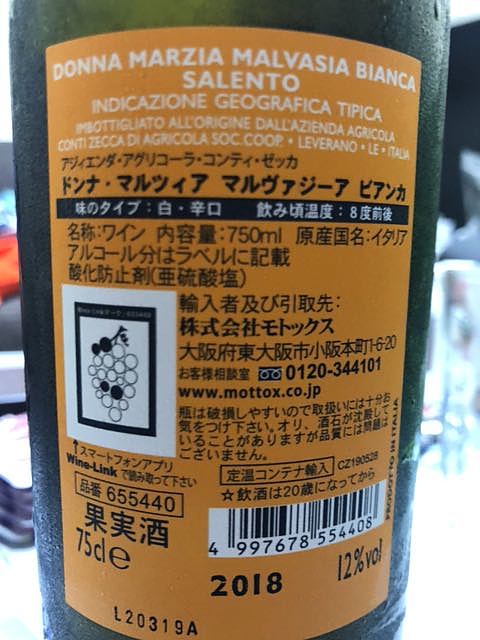 DONNA MARZIA MALVASIA BIANCA
SALENTO
INDICAZIONE GEOGRAFICA TIPICA
IMBOTTIGLIATO ALL'ORIGINE DALL'AZIENDA AGRICOLA
CONTI ZECCA DI AGRICOLA SOC. COOP. • LEVERANO • LE • ITALIA
アジィエンダ・アグリコーラ・コンティ・ゼッカ
ドンナ・マルツィア マルヴァジーア ビアンカ
味のタイプ:白・辛口 飲み頃温度:8度前後
名称:ワイン 内容量:750ml 原産国名:イタリア
アルコール分はラベルに記載
酸化防止剤(亜硫酸塩)
輸入者及び引取先:
株式会社モトックス
大阪府東大阪市小阪本町1-6-20
お客様相談室 0120-344101
www.mottox.co.jp
瓶は破損しやすいので取扱いには十分お
気をつけ下さい。オリ、酒石が沈殿して
いることがありますが品質には問題は
ございません。
↑スマートフォンアプリ
Wine-Linkで読み取って下さい
定温コンテナ輸入 CZ190528
品番 655440
☆飲酒は20歳になってから
果実酒
75cl e
4 997678 554408
2018
12%vol
PRODOTTO IN ITALIA
L20319A